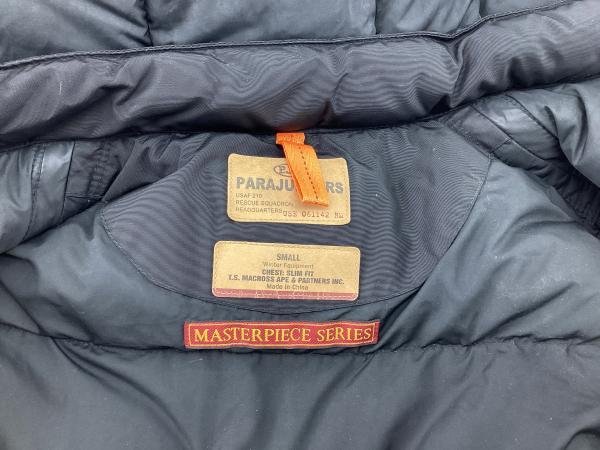 P
USAF 210
RESCUE SQUADRON
HEADQUARTERS
SMALL
Winter Equipment
CHEST: SLIM FIT
T.S. MACROSS APE & PARTNERS INC.
Made in China
MASTERPIECE SERIES